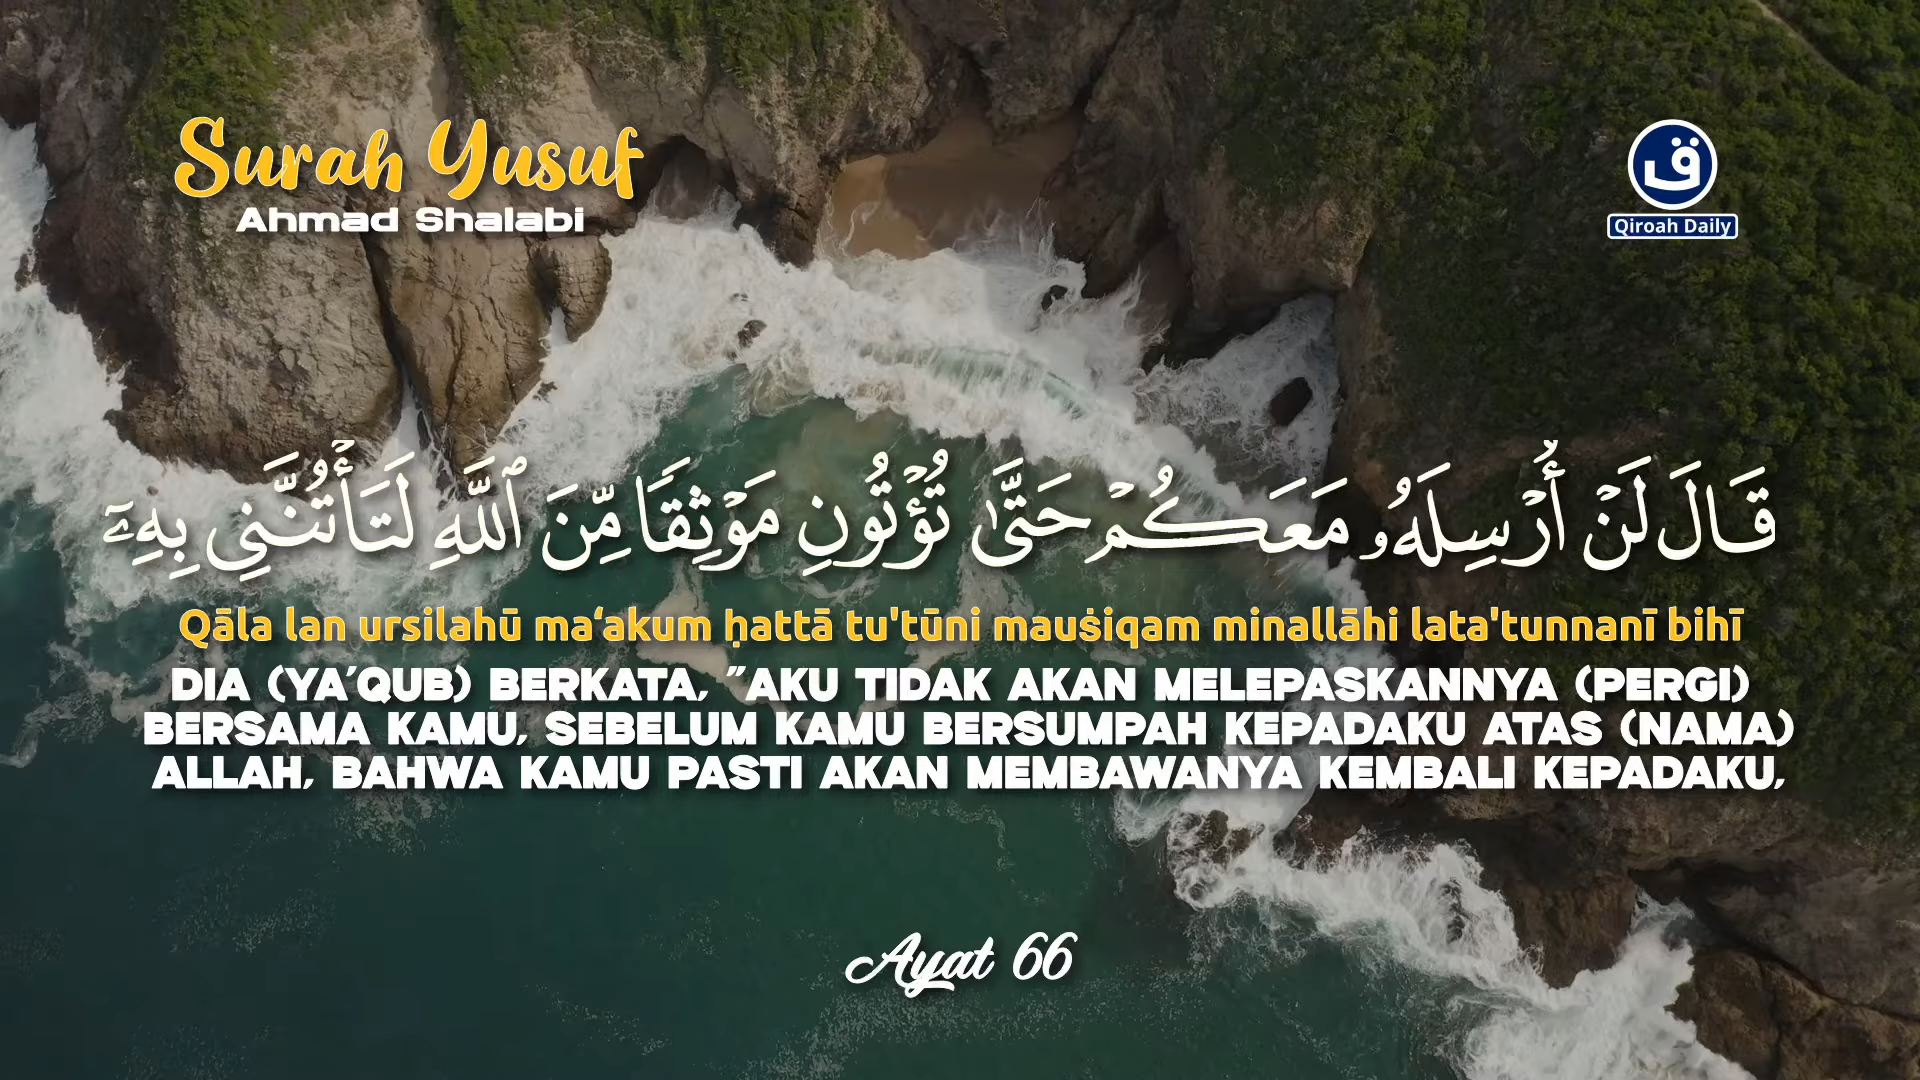 Surah Yusuf
Ahmad Shalabi
ق
Qiroah Daily
قَالَ لَنْ أُرْسِلَهُۥ مَعَكُمْ حَتَّىٰ تُؤْتُونِ مَوْثِقًا مِّنَ ٱللَّهِ لَتَأْتُنَّنِى بِهِۦٓ
Qāla lan ursilahū ma‘akum ḥattā tu'tūni mauṡiqam minallāhi lata'tunnanī bihī
DIA (YA'QUB) BERKATA, "AKU TIDAK AKAN MELEPASKANNYA (PERGI)
BERSAMA KAMU, SEBELUM KAMU BERSUMPAH KEPADAKU ATAS (NAMA)
ALLAH, BAHWA KAMU PASTI AKAN MEMBAWANYA KEMBALI KEPADAKU,
Ayat 66